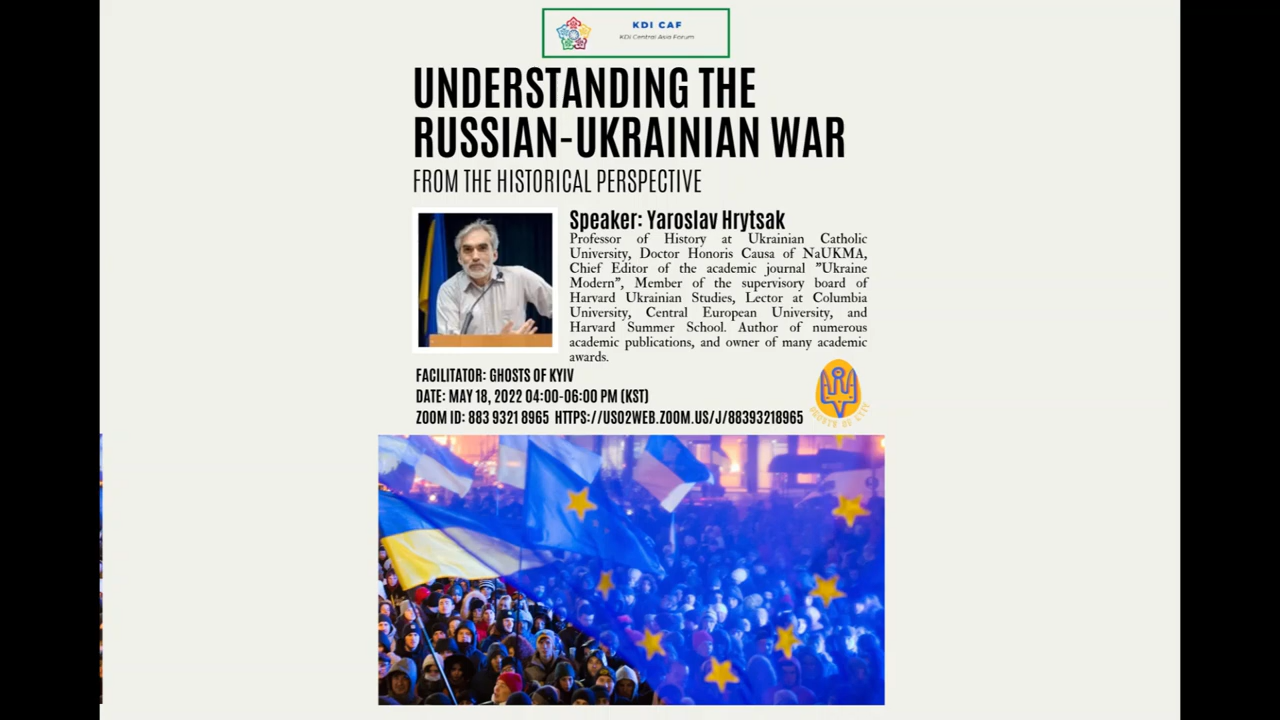 KDI CAF
KDI Central Asia Forum
UNDERSTANDING THE
RUSSIAN-UKRAINIAN WAR
FROM THE HISTORICAL PERSPECTIVE
Speaker: Yaroslav Hrytsak
Professor of History at Ukrainian Catholic
University, Doctor Honoris Causa of NaUKMA,
Chief Editor of the academic journal ”Ukraine
Modern”, Member of the supervisory board of
Harvard Ukrainian Studies, Lector at Columbia
University, Central European University, and
Harvard Summer School. Author of numerous
academic publications, and owner of many academic
awards.
FACILITATOR: GHOSTS OF KYIV
DATE: MAY 18, 2022 04:00-06:00 PM (KST)
ZOOM ID: 883 9321 8965 HTTPS://US02WEB.ZOOM.US/J/88393218965
GHOSTS OF KYIV